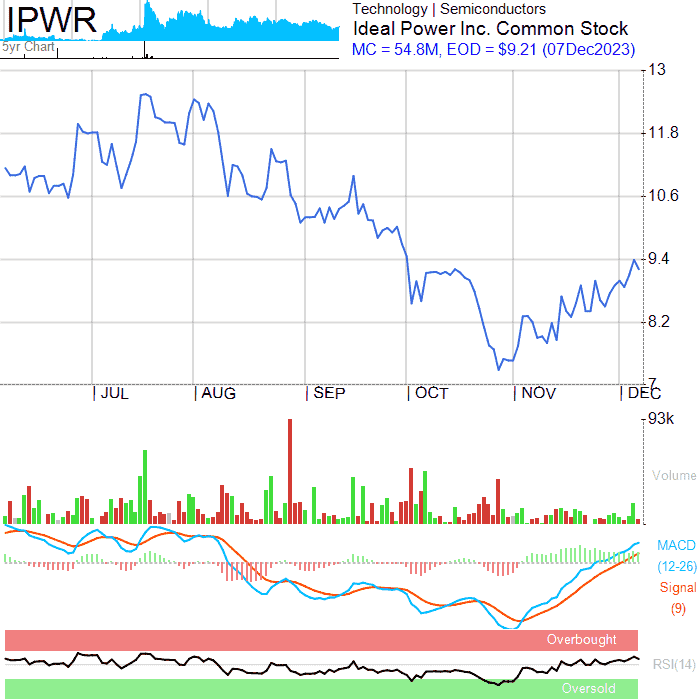 IPWR
5yr Chart
Technology | Semiconductors
Ideal Power Inc. Common Stock
MC = 54.8M, EOD = $9.21 (07Dec2023)
13
11.8
10.6
9.4
8.2
7
JUL AUG SEP OCT NOV DEC
93k
Volume
MACD
(12-26)
Signal
(9)
Overbought
RSI(14)
Oversold